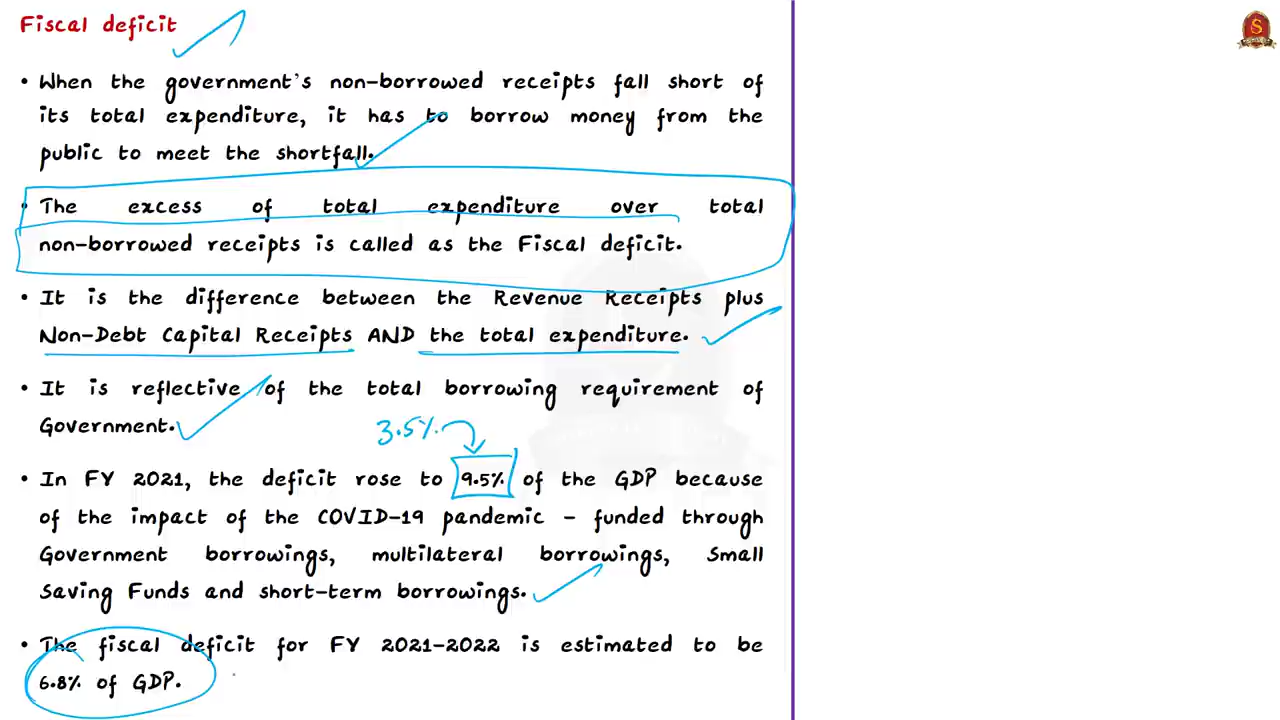 Fiscal deficit
• When the government's non-borrowed receipts fall short of
its total expenditure, it has to borrow money from the
public to meet the shortfall.
• The excess of total expenditure over total
non-borrowed receipts is called as the Fiscal deficit.
• It is the difference between the Revenue Receipts plus
Non-Debt Capital Receipts AND the total expenditure.
• It is reflective of the total borrowing requirement of
Government.
3.5%
• In FY 2021, the deficit rose to 9.5% of the GDP because
of the impact of the COVID-19 pandemic - funded through
Government borrowings, multilateral borrowings, Small
Saving Funds and short-term borrowings.
• The fiscal deficit for FY 2021-2022 is estimated to be
6.8% of GDP.
S